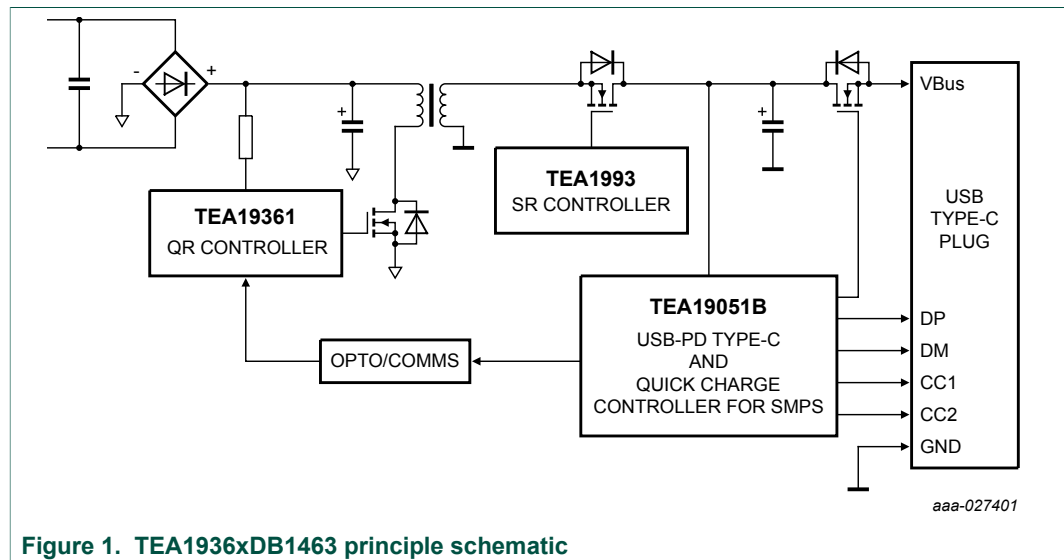 -
+
+
+
VBus
TEA1993
SR CONTROLLER
USB
TYPE-C
PLUG
TEA19361
QR CONTROLLER
TEA19051B
USB-PD TYPE-C
AND
QUICK CHARGE
CONTROLLER FOR SMPS
DP
DM
CC1
CC2
GND
OPTO/COMMS
aaa-027401
Figure 1. TEA1936xDB1463 principle schematic